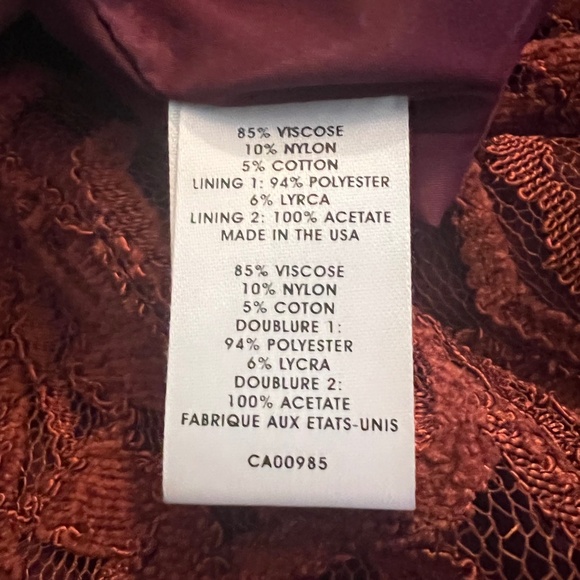 85% VISCOSE
10% NYLON
5% COTTON
LINING 1: 94% POLYESTER
6% LYRCA
LINING 2: 100% ACETATE
MADE IN THE USA
85% VISCOSE
10% NYLON
5% COTON
DOUBLURE 1:
94% POLYESTER
6% LYCRA
DOUBLURE 2:
100% ACETATE
FABRIQUE AUX ETATS-UNIS
CA00985